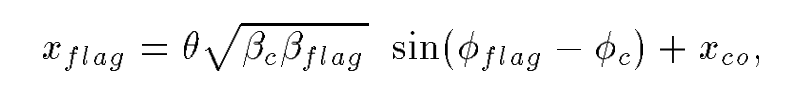 x_{flag} = θ√(β_c β_{flag}) sin(ϕ_{flag} − ϕ_c) + x_{co},